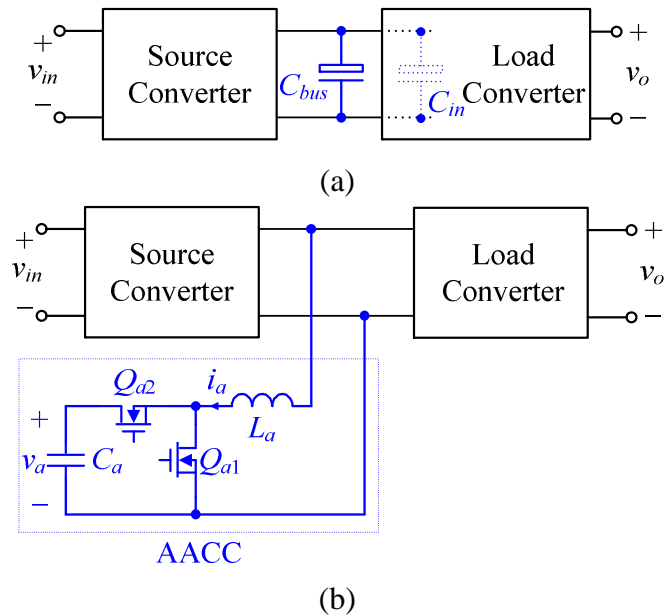 + Source Converter Load Converter +
v_in C_bus C_in v_o
− −
(a)
+ Source Converter Load Converter +
v_in v_o
− −
Q_a2 i_a
+ L_a
v_a C_a Q_a1
−
AACC
(b)